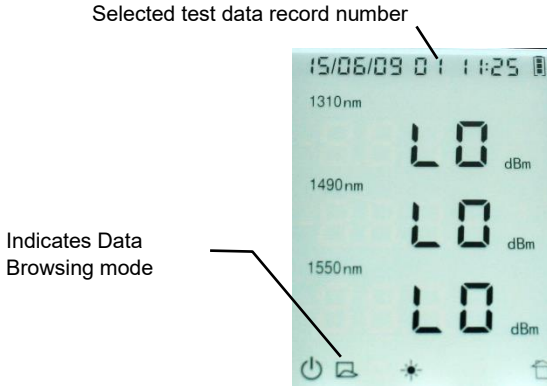 Selected test data record number
15/06/09 01 11:25
1310nm
LO dBm
1490nm
LO dBm
Indicates Data
Browsing mode
1550nm
LO dBm